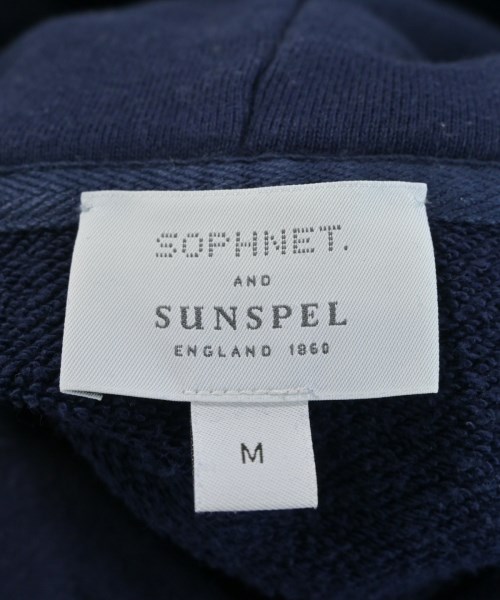 SOPHNET.
AND
SUNSPEL
ENGLAND 1860
M